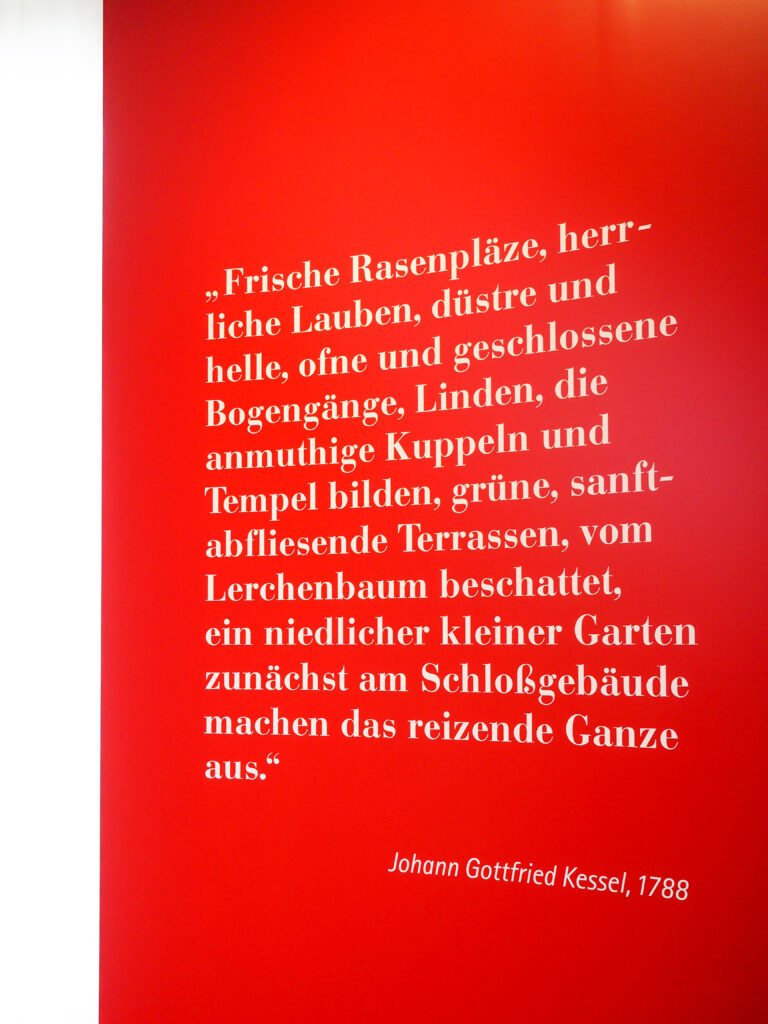 „Frische Rasenpläze, herr-
liche Lauben, düstre und
helle, ofne und geschlossene
Bogengänge, Linden, die
anmuthige Kuppeln und
Tempel bilden, grüne, sanft-
abfliesende Terrassen, vom
Lerchenbaum beschattet,
ein niedlicher kleiner Garten
zunächst am Schloßgebäude
machen das reizende Ganze
aus.“
Johann Gottfried Kessel, 1788